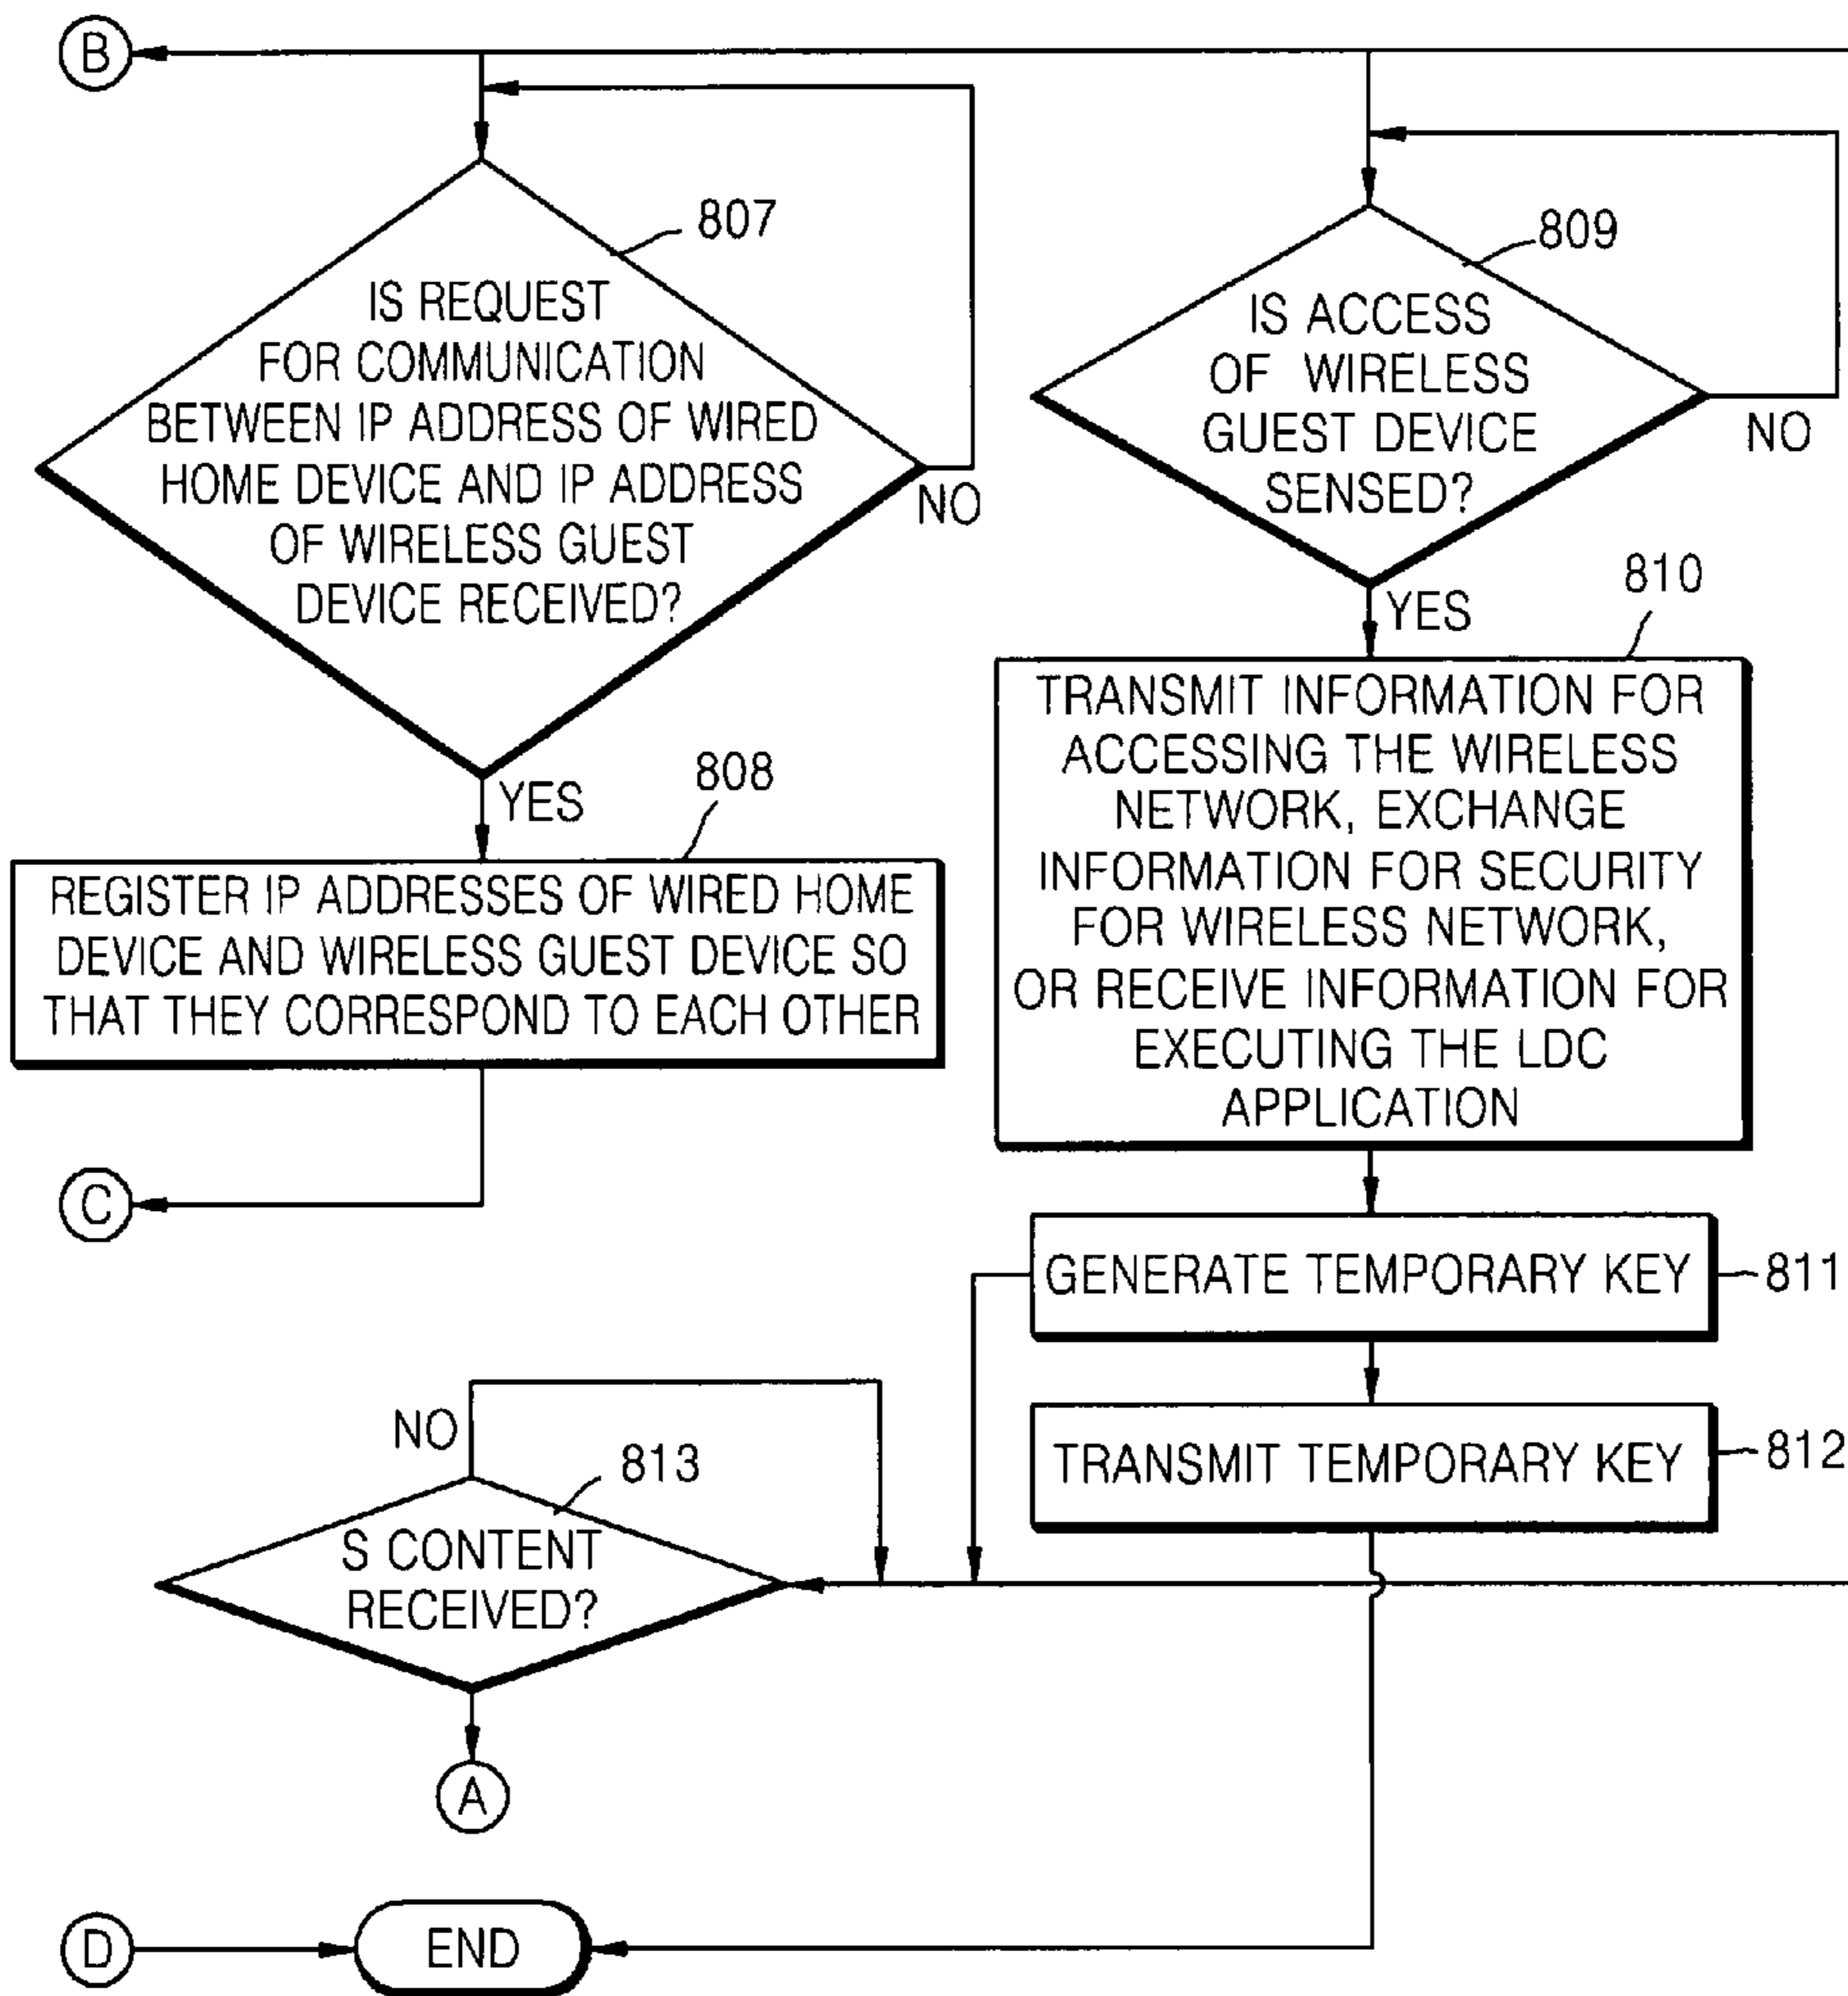 B
807
IS REQUEST
FOR COMMUNICATION
BETWEEN IP ADDRESS OF WIRED
HOME DEVICE AND IP ADDRESS
OF WIRELESS GUEST
DEVICE RECEIVED?
NO
YES
808
REGISTER IP ADDRESSES OF WIRED HOME
DEVICE AND WIRELESS GUEST DEVICE SO
THAT THEY CORRESPOND TO EACH OTHER
C
809
IS ACCESS
OF WIRELESS
GUEST DEVICE
SENSED?
NO
YES
810
TRANSMIT INFORMATION FOR
ACCESSING THE WIRELESS
NETWORK, EXCHANGE
INFORMATION FOR SECURITY
FOR WIRELESS NETWORK,
OR RECEIVE INFORMATION FOR
EXECUTING THE LDC
APPLICATION
GENERATE TEMPORARY KEY
811
TRANSMIT TEMPORARY KEY
812
NO
813
S CONTENT
RECEIVED?
A
D
END